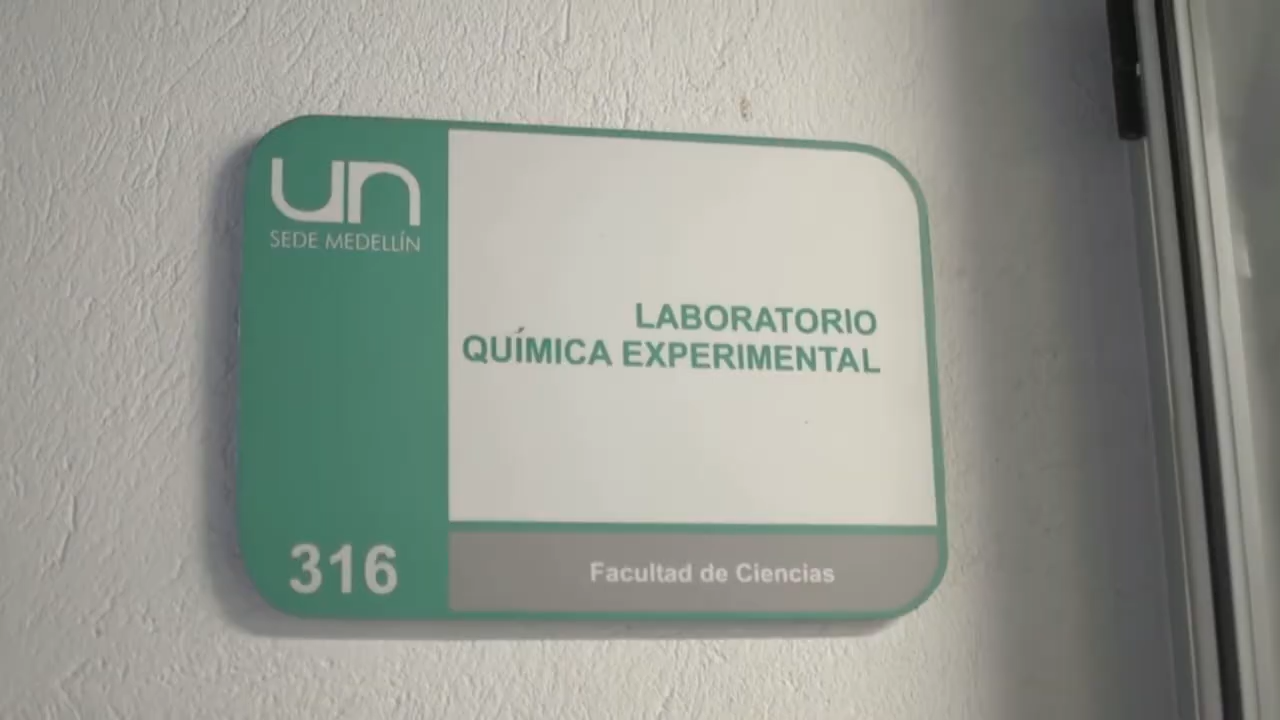 un
SEDE MEDELLÍN
LABORATORIO
QUÍMICA EXPERIMENTAL
316
Facultad de Ciencias